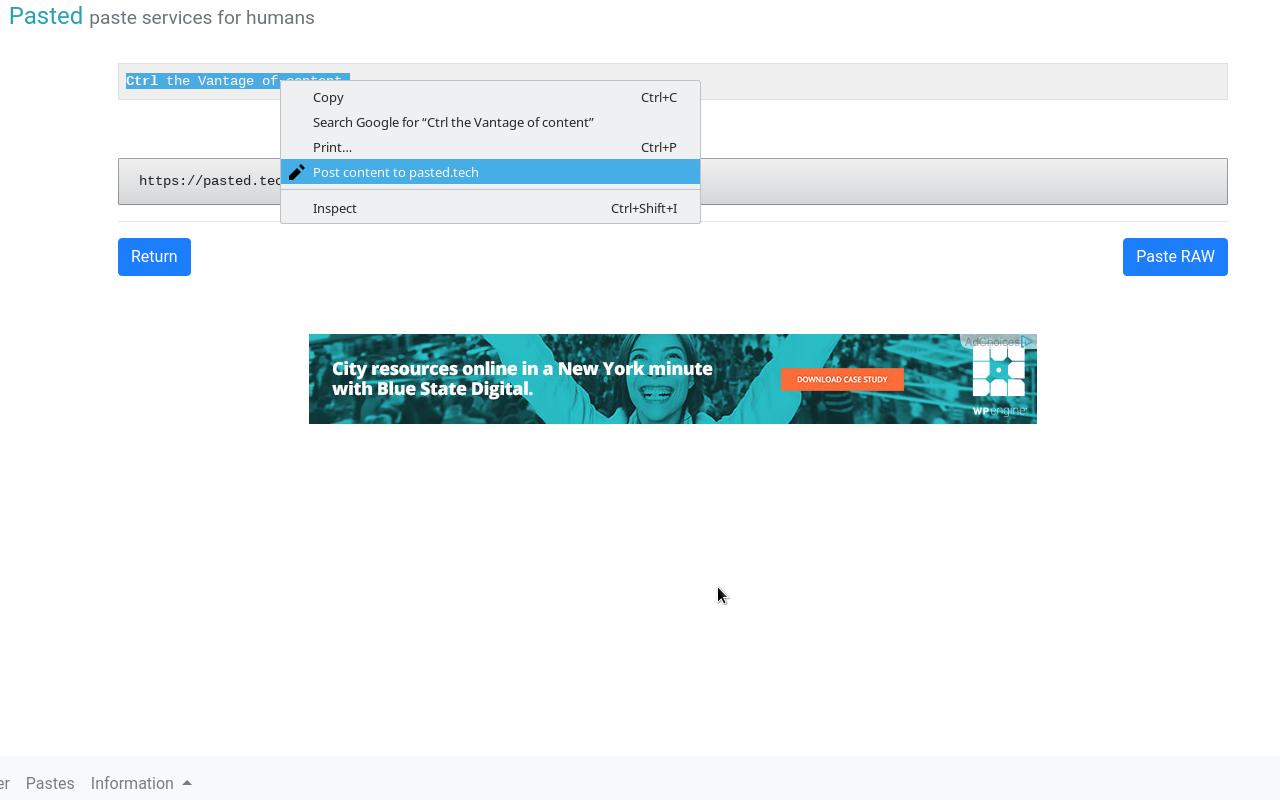 Pasted paste services for humans
Ctrl the Vantage of content
Copy Ctrl+C
Search Google for “Ctrl the Vantage of content”
Print... Ctrl+P
Post content to pasted.tech
Inspect Ctrl+Shift+I
https://pasted.tec
Return
Paste RAW
AdChoices
City resources online in a New York minute
with Blue State Digital.
DOWNLOAD CASE STUDY
WPengine
er Pastes Information